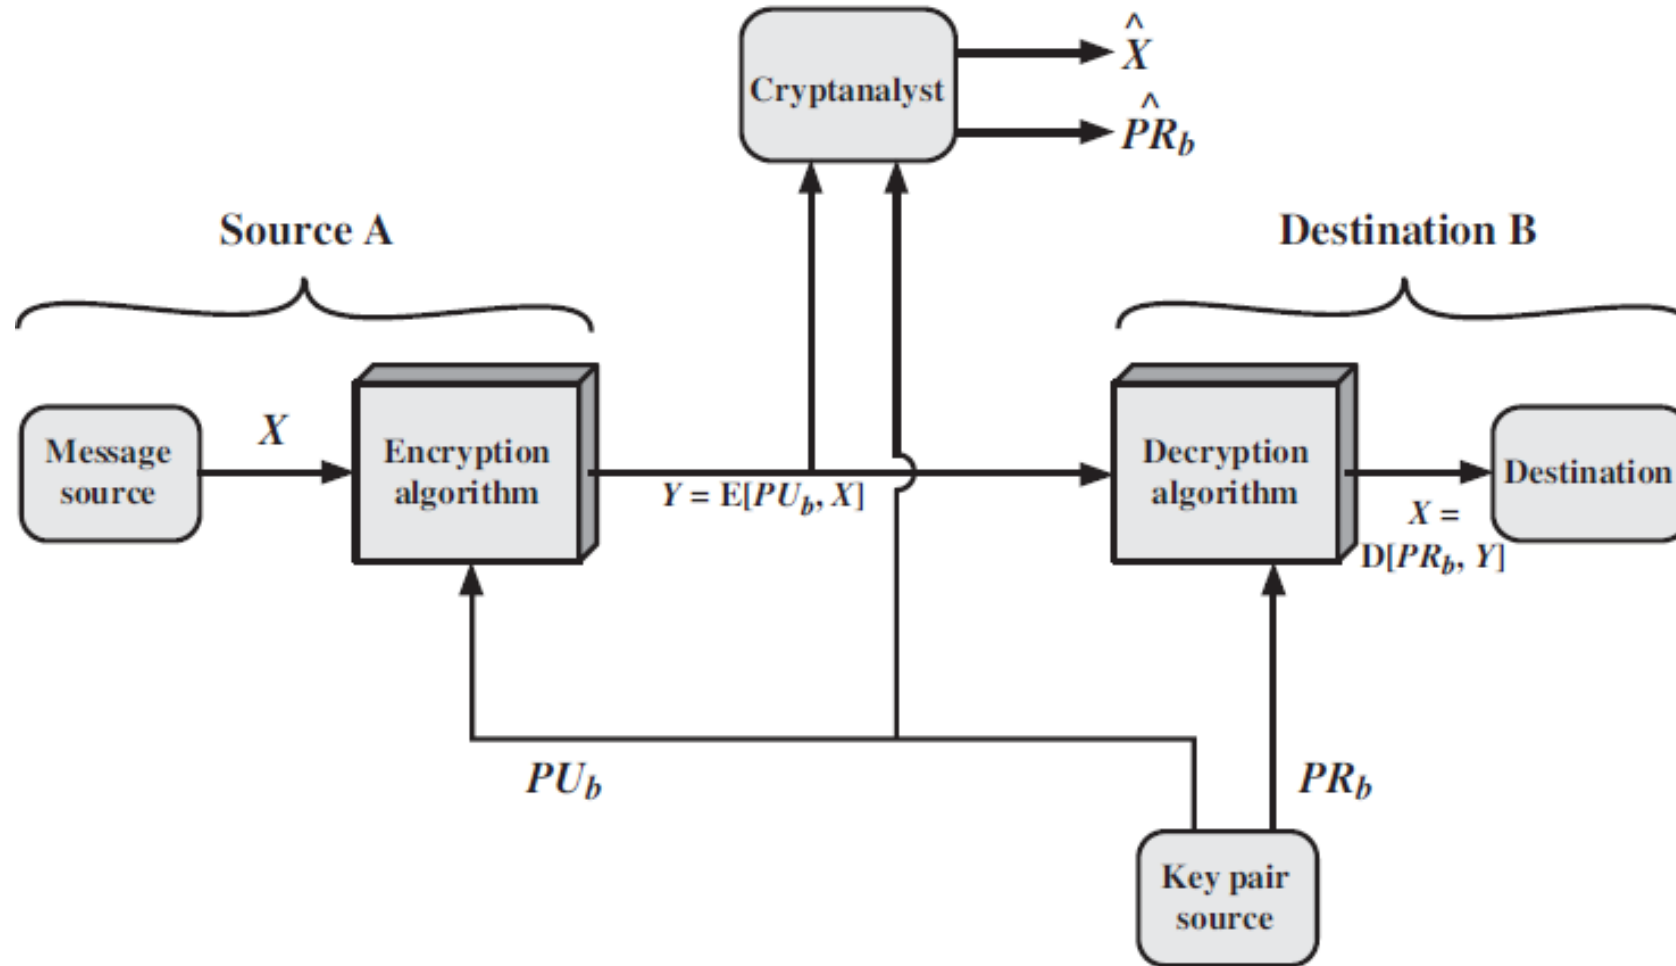 X̂
Cryptanalyst
P̂R_b
Source A
Destination B
Message
source
X
Encryption
algorithm
Y = E[PU_b, X]
Decryption
algorithm
X =
D[PR_b, Y]
Destination
PU_b
PR_b
Key pair
source